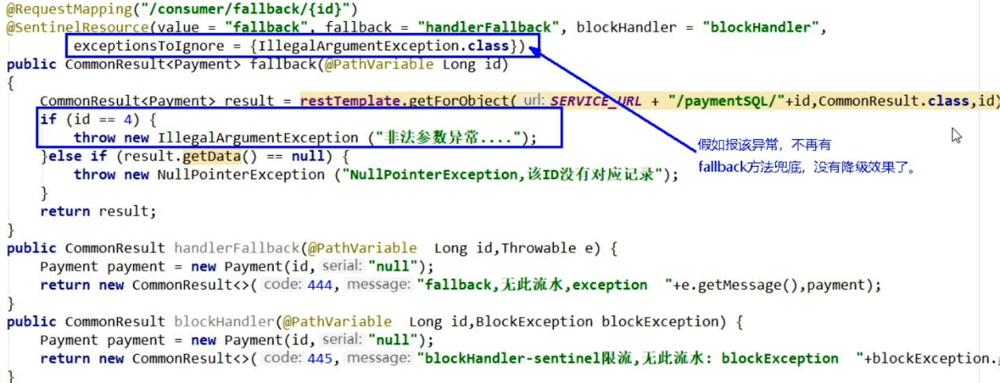 @RequestMapping("/consumer/fallback/{id}")
@SentinelResource(value = "fallback", fallback = "handlerFallback", blockHandler = "blockHandler",
exceptionsToIgnore = {IllegalArgumentException.class})
public CommonResult<Payment> fallback(@PathVariable Long id)
{
CommonResult<Payment> result = restTemplate.getForObject( url: SERVICE_URL + "/paymentSQL/"+id,CommonResult.class,id)
if (id == 4) {
throw new IllegalArgumentException ("非法参数异常....");
}else if (result.getData() == null) {
throw new NullPointerException ("NullPointerException,该ID没有对应记录");
}
return result;
}
假如报该异常，不再有
fallback方法兜底，没有降级效果了。
public CommonResult handlerFallback(@PathVariable  Long id,Throwable e) {
Payment payment = new Payment(id, serial: "null");
return new CommonResult<>( code: 444, message: "fallback,无此流水,exception  "+e.getMessage(),payment);
}
public CommonResult blockHandler(@PathVariable  Long id,BlockException blockException) {
Payment payment = new Payment(id, serial: "null");
return new CommonResult<>( code: 445, message: "blockHandler-sentinel限流,无此流水: blockException  "+blockException.
}